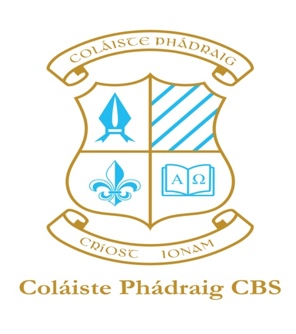 COLÁISTE PHÁDRAIG
Α Ω
CRÍOST IONAM
Coláiste Phádraig CBS